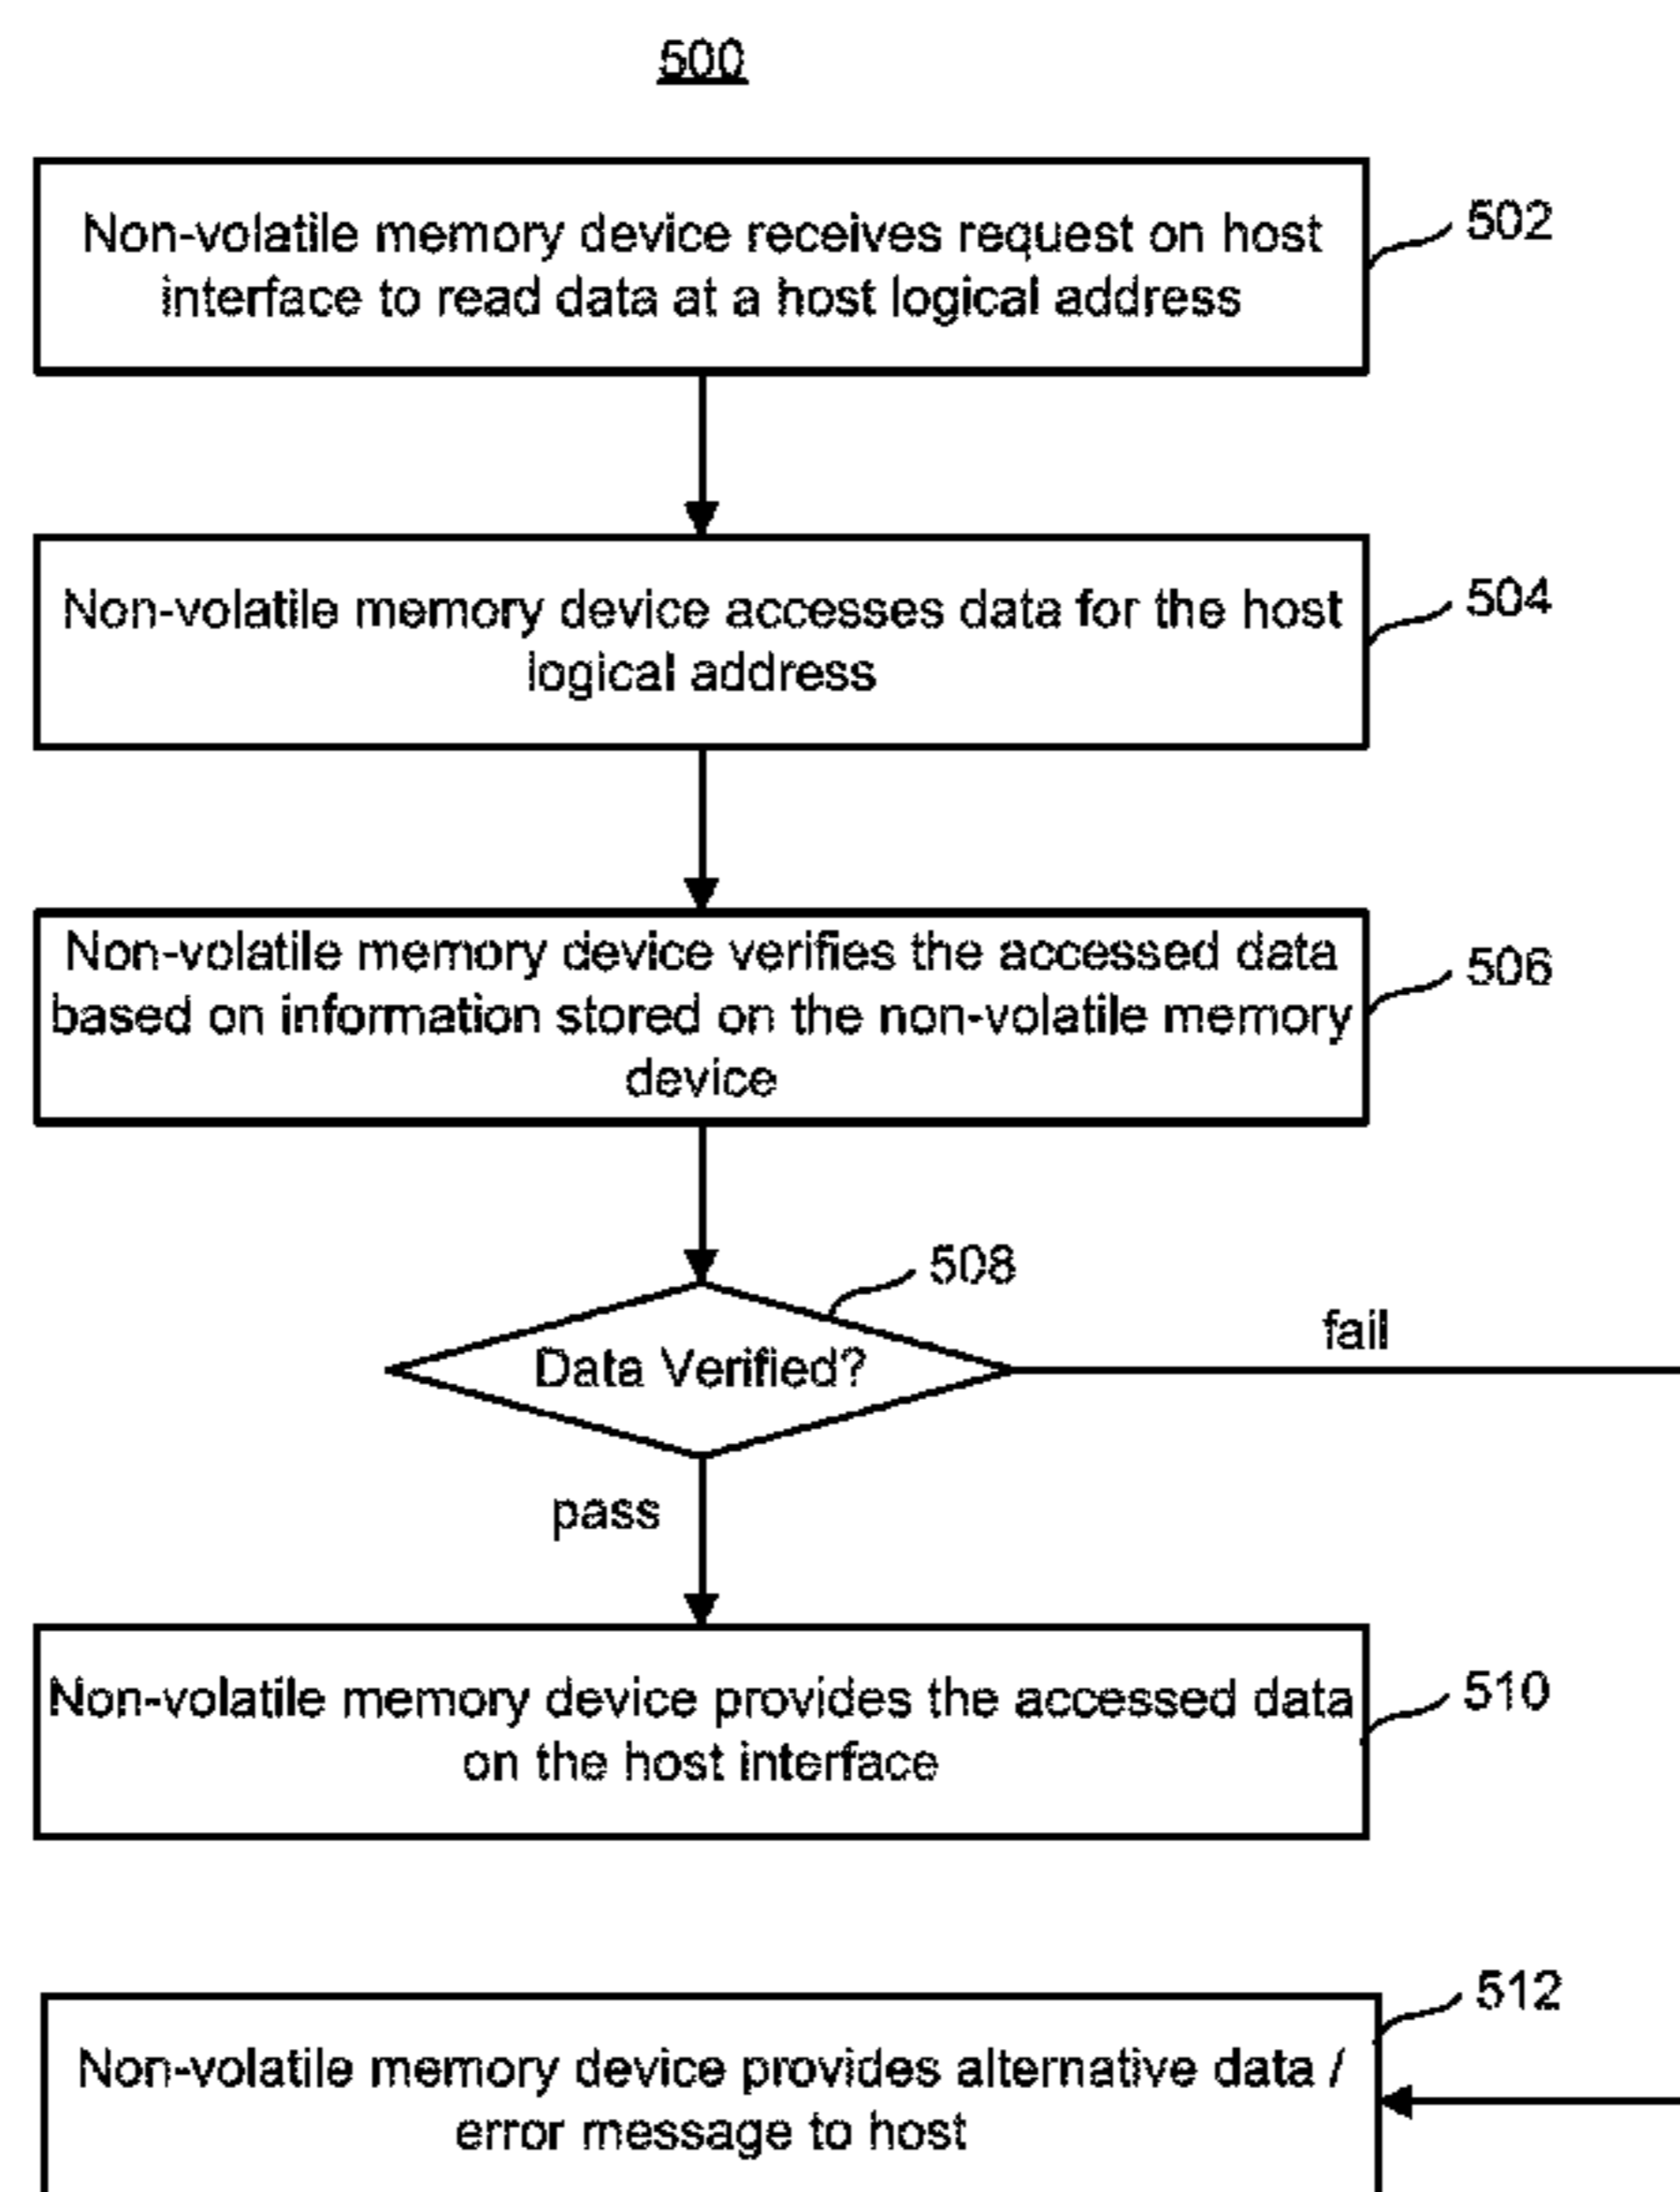 500
Non-volatile memory device receives request on host
interface to read data at a host logical address
502
Non-volatile memory device accesses data for the host
logical address
504
Non-volatile memory device verifies the accessed data
based on information stored on the non-volatile memory
device
506
508
Data Verified?
fail
pass
Non-volatile memory device provides the accessed data
on the host interface
510
512
Non-volatile memory device provides alternative data /
error message to host